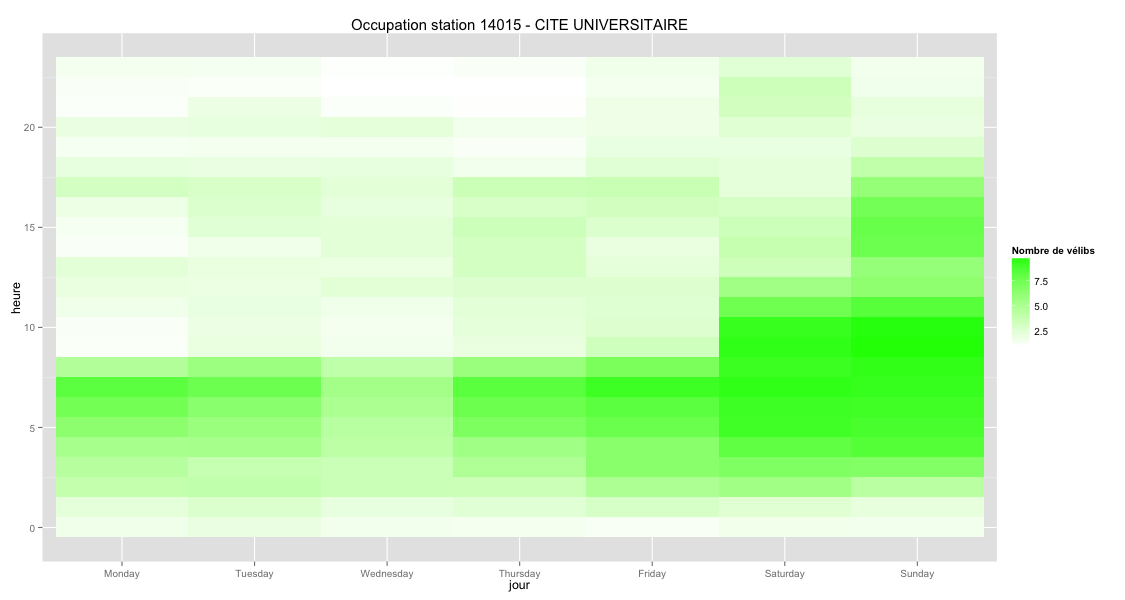 Occupation station 14015 - CITE UNIVERSITAIRE
heure
20
15
10
5
0
Monday Tuesday Wednesday Thursday Friday Saturday Sunday
jour
Nombre de vélibs
7.5
5.0
2.5